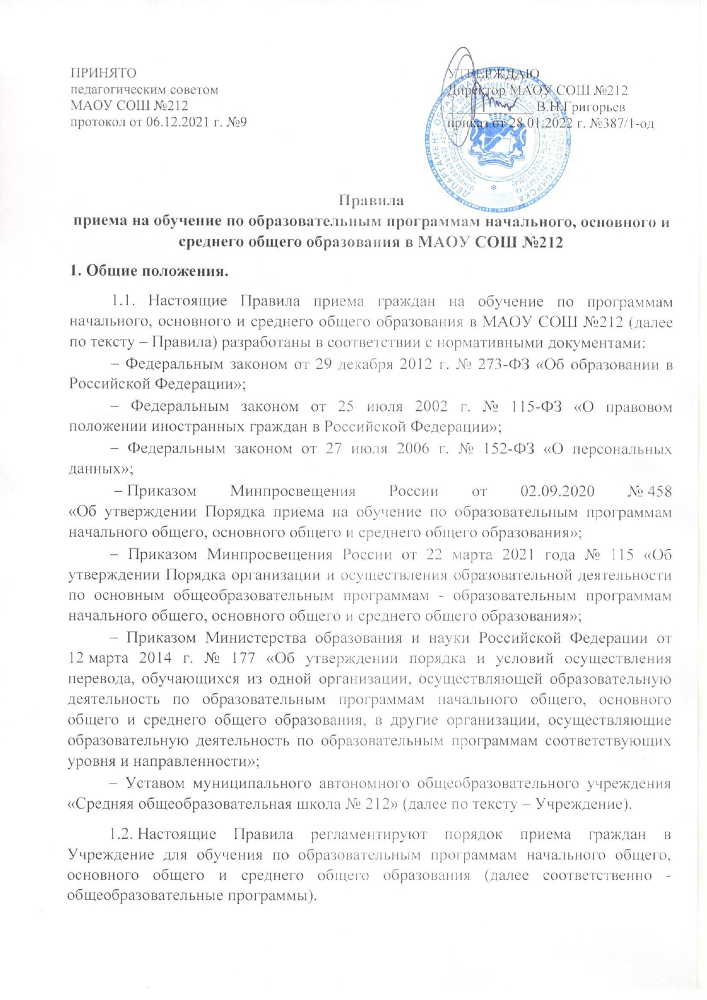 ПРИНЯТО
педагогическим советом
МАОУ СОШ №212
протокол от 06.12.2021 г. №9
УТВЕРЖДАЮ
Директор МАОУ СОШ №212
В.Н.Григорьев
приказ от 28.01.2022 г. №387/1-од
Правила
приема на обучение по образовательным программам начального, основного и
среднего общего образования в МАОУ СОШ №212
1. Общие положения.
1.1. Настоящие Правила приема граждан на обучение по программам
начального, основного и среднего общего образования в МАОУ СОШ №212 (далее
по тексту – Правила) разработаны в соответствии с нормативными документами:
– Федеральным законом от 29 декабря 2012 г. № 273-ФЗ «Об образовании в
Российской Федерации»;
– Федеральным законом от 25 июля 2002 г. № 115-ФЗ «О правовом
положении иностранных граждан в Российской Федерации»;
– Федеральным законом от 27 июля 2006 г. № 152-ФЗ «О персональных
данных»;
– Приказом Минпросвещения России от 02.09.2020 № 458
«Об утверждении Порядка приема на обучение по образовательным программам
начального общего, основного общего и среднего общего образования»;
– Приказом Минпросвещения России от 22 марта 2021 года № 115 «Об
утверждении Порядка организации и осуществления образовательной деятельности
по основным общеобразовательным программам - образовательным программам
начального общего, основного общего и среднего общего образования»;
– Приказом Министерства образования и науки Российской Федерации от
12 марта 2014 г. № 177 «Об утверждении порядка и условий осуществления
перевода, обучающихся из одной организации, осуществляющей образовательную
деятельность по образовательным программам начального общего, основного
общего и среднего общего образования, в другие организации, осуществляющие
образовательную деятельность по образовательным программам соответствующих
уровня и направленности»;
– Уставом муниципального автономного общеобразовательного учреждения
«Средняя общеобразовательная школа № 212» (далее по тексту – Учреждение).
1.2. Настоящие Правила регламентируют порядок приема граждан в
Учреждение для обучения по образовательным программам начального общего,
основного общего и среднего общего образования (далее соответственно -
общеобразовательные программы).